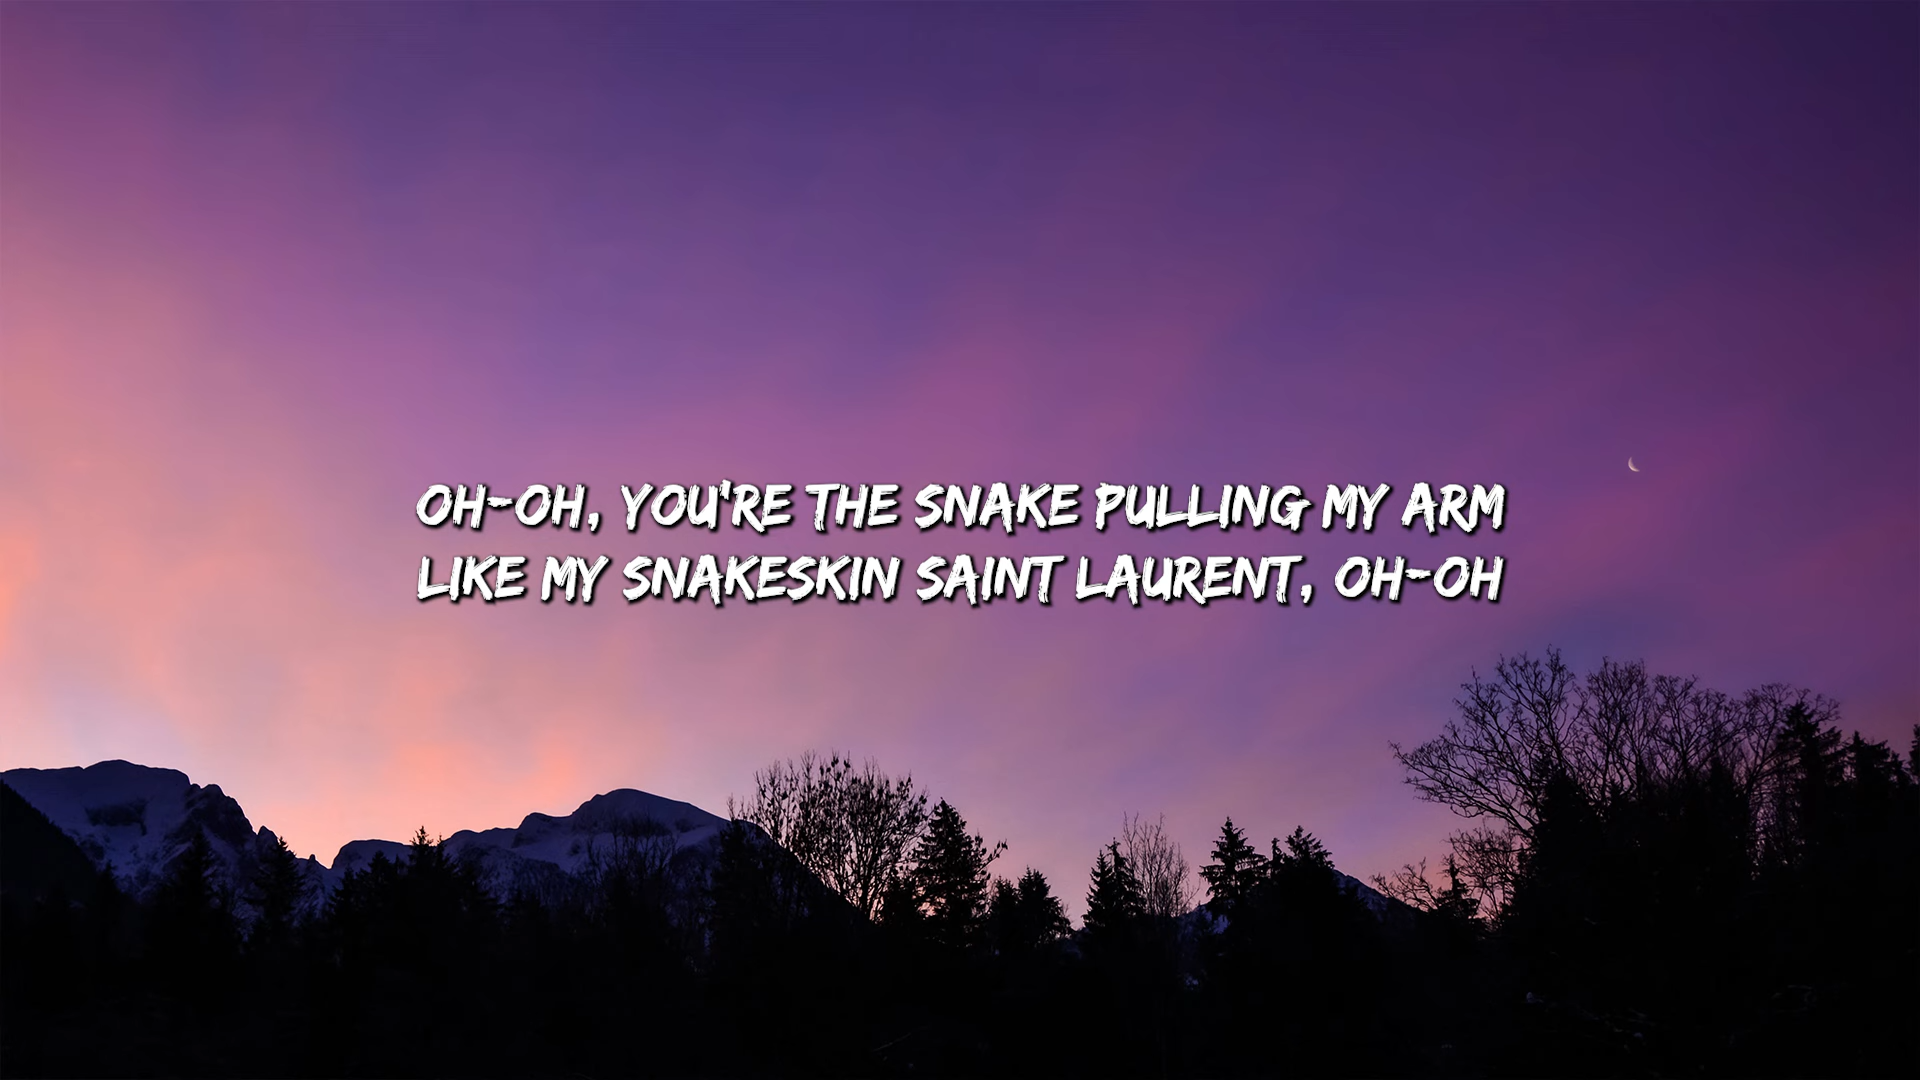 OH-OH, YOU'RE THE SNAKE PULLING MY ARM
LIKE MY SNAKESKIN SAINT LAURENT, OH-OH